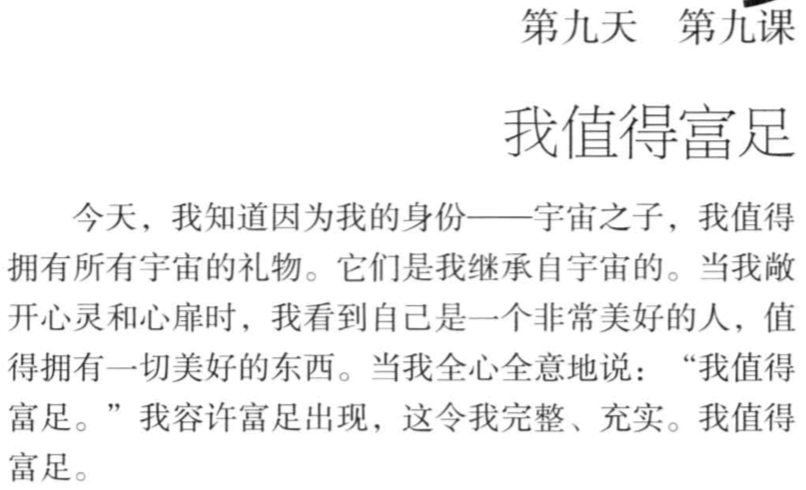 第九天　第九课
我值得富足
今天，我知道因为我的身份——宇宙之子，我值得
拥有所有宇宙的礼物。它们是我继承自宇宙的。当我敞
开心灵和心扉时，我看到自己是一个非常美好的人，值
得拥有一切美好的东西。当我全心全意地说：“我值得
富足。”我容许富足出现，这令我完整、充实。我值得
富足。